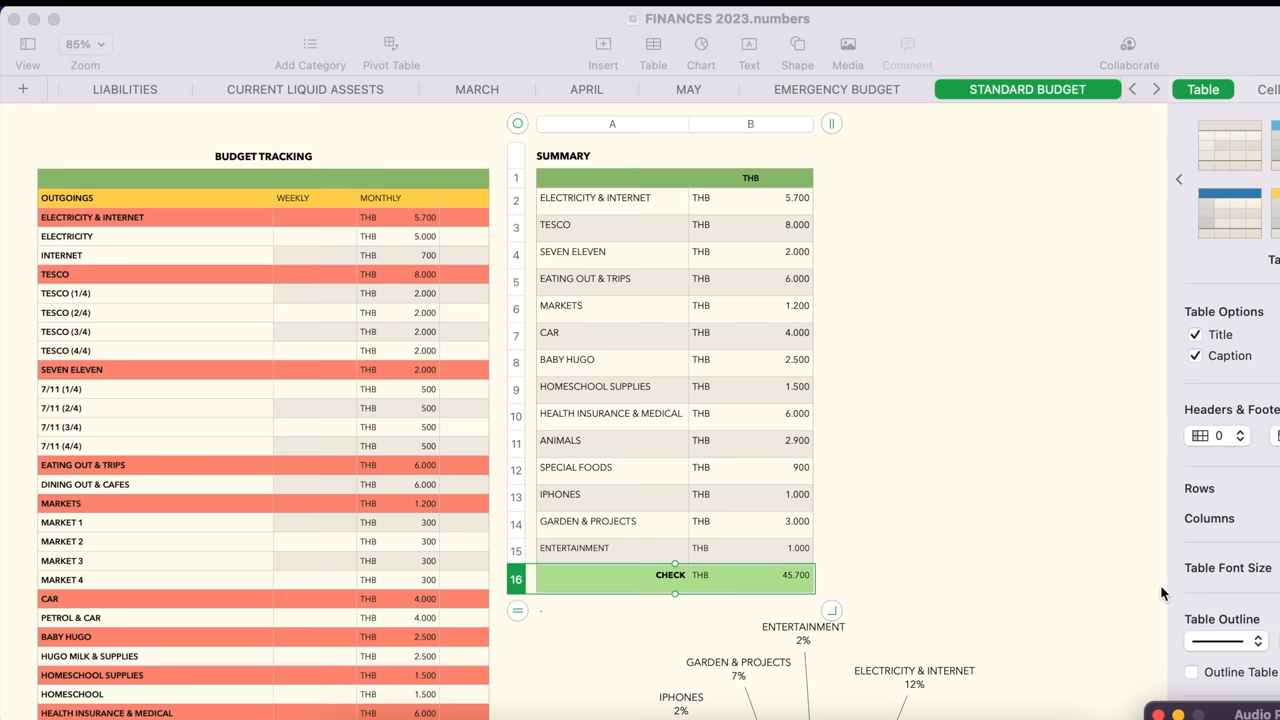 FINANCES 2023.numbers
85%
View
Zoom
Add Category
Pivot Table
Insert
Table
Chart
Text
Shape
Media
Comment
Collaborate
LIABILITIES
CURRENT LIQUID ASSESTS
MARCH
APRIL
MAY
EMERGENCY BUDGET
STANDARD BUDGET
Table
Cel
BUDGET TRACKING
OUTGOINGS WEEKLY MONTHLY
ELECTRICITY & INTERNET THB 5.700
ELECTRICITY THB 5.000
INTERNET THB 700
TESCO THB 8.000
TESCO (1/4) THB 2.000
TESCO (2/4) THB 2.000
TESCO (3/4) THB 2.000
TESCO (4/4) THB 2.000
SEVEN ELEVEN THB 2.000
7/11 (1/4) THB 500
7/11 (2/4) THB 500
7/11 (3/4) THB 500
7/11 (4/4) THB 500
EATING OUT & TRIPS THB 6.000
DINING OUT & CAFES THB 6.000
MARKETS THB 1.200
MARKET 1 THB 300
MARKET 2 THB 300
MARKET 3 THB 300
MARKET 4 THB 300
CAR THB 4.000
PETROL & CAR THB 4.000
BABY HUGO THB 2.500
HUGO MILK & SUPPLIES THB 2.500
HOMESCHOOL SUPPLIES THB 1.500
HOMESCHOOL THB 1.500
HEALTH INSURANCE & MEDICAL THB 6.000
A B
SUMMARY
1 THB
2 ELECTRICITY & INTERNET THB 5.700
3 TESCO THB 8.000
4 SEVEN ELEVEN THB 2.000
5 EATING OUT & TRIPS THB 6.000
6 MARKETS THB 1.200
7 CAR THB 4.000
8 BABY HUGO THB 2.500
9 HOMESCHOOL SUPPLIES THB 1.500
10 HEALTH INSURANCE & MEDICAL THB 6.000
11 ANIMALS THB 2.900
12 SPECIAL FOODS THB 900
13 IPHONES THB 1.000
14 GARDEN & PROJECTS THB 3.000
15 ENTERTAINMENT THB 1.000
16 CHECK THB 45.700
.
ENTERTAINMENT
2%
GARDEN & PROJECTS
7%
ELECTRICITY & INTERNET
12%
IPHONES
2%
Ta
Table Options
Title
Caption
Headers & Foote
0
Rows
Columns
Table Font Size
Table Outline
Outline Table
Audio